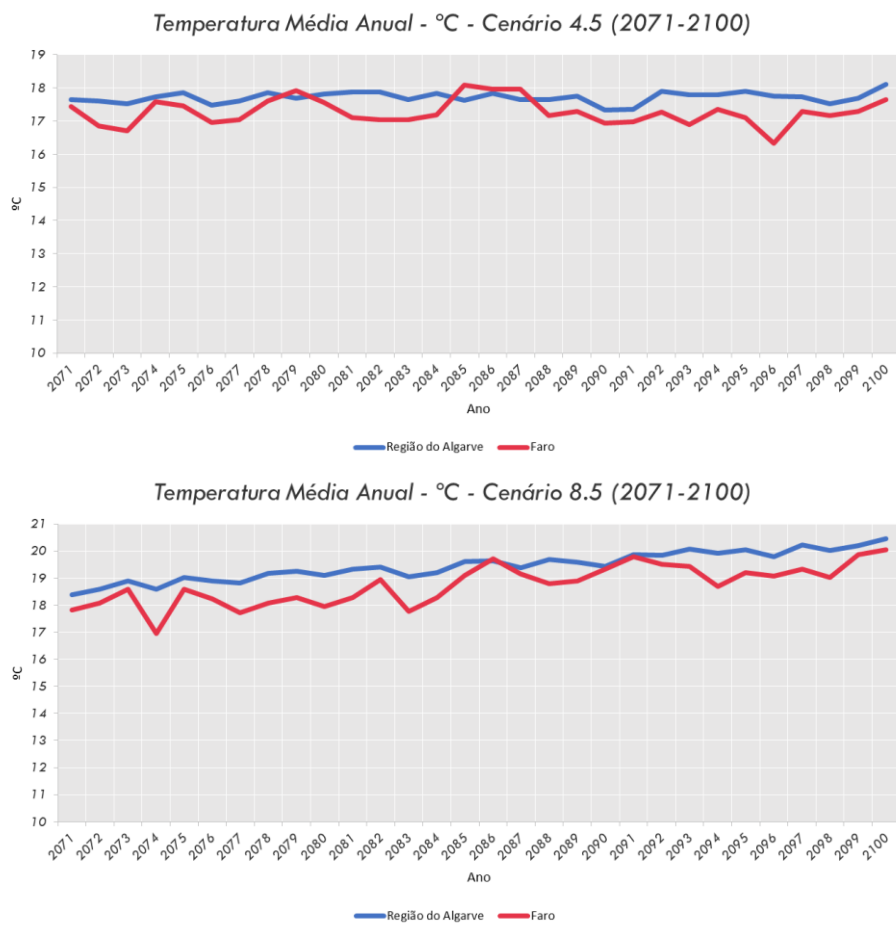 Temperatura Média Anual - ºC - Cenário 4.5 (2071-2100)
19
18
17
16
15
14
13
12
11
10
ºC
2071 2072 2073 2074 2075 2076 2077 2078 2079 2080 2081 2082 2083 2084 2085 2086 2087 2088 2089 2090 2091 2092 2093 2094 2095 2096 2097 2098 2099 2100
Ano
Região do Algarve Faro
Temperatura Média Anual - ºC - Cenário 8.5 (2071-2100)
21
20
19
18
17
16
15
14
13
12
11
10
ºC
2071 2072 2073 2074 2075 2076 2077 2078 2079 2080 2081 2082 2083 2084 2085 2086 2087 2088 2089 2090 2091 2092 2093 2094 2095 2096 2097 2098 2099 2100
Ano
Região do Algarve Faro